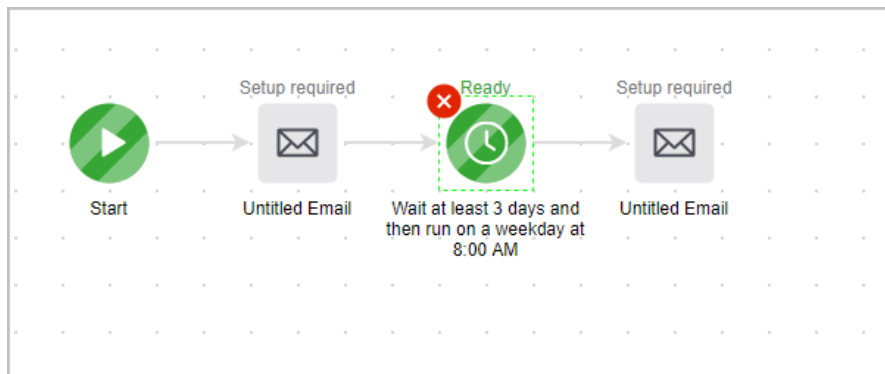 Setup required
Ready
Setup required
Start
Untitled Email
Wait at least 3 days and
then run on a weekday at
8:00 AM
Untitled Email